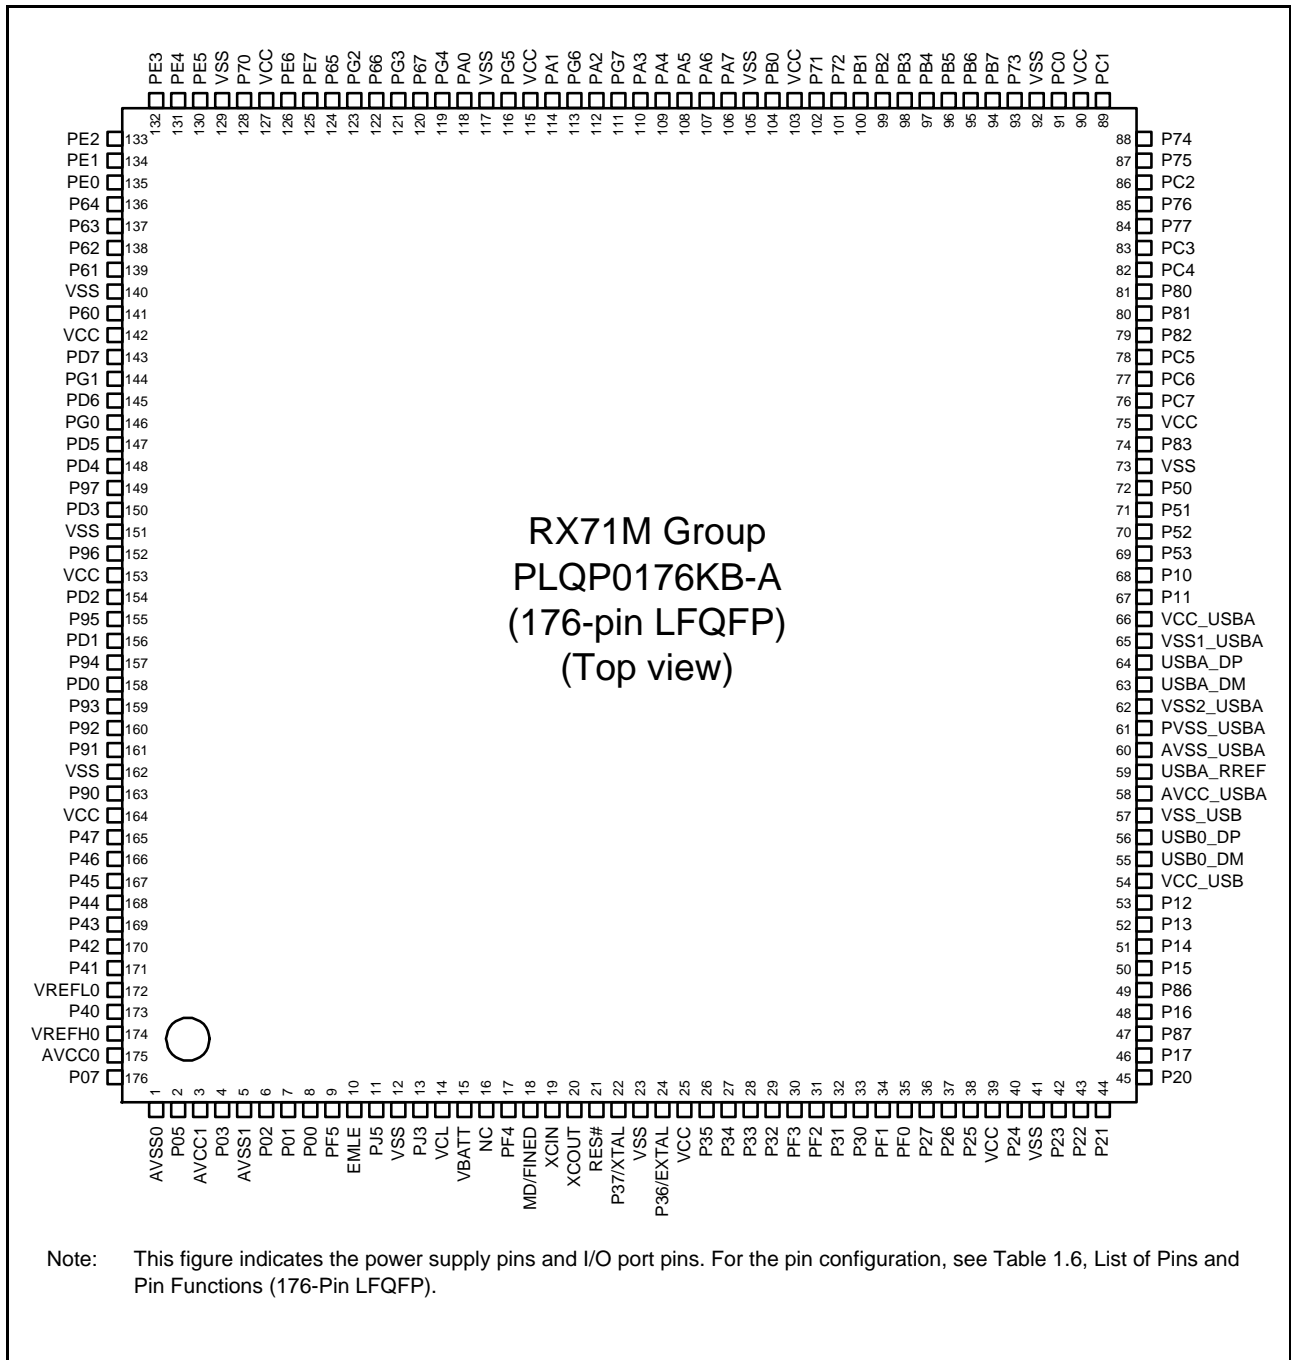 PE3 PE4 PE5 VSS P70 VCC PE6 PE7 P65 PG2 P66 PG3 P67 PG4 PA0 VSS PG5 VCC PA1 PG6 PA2 PG7 PA3 PA4 PA5 PA6 PA7 VSS PB0 VCC P71 P72 PB1 PB2 PB3 PB4 PB5 PB6 PB7 P73 VSS PC0 VCC PC1
132 131 130 129 128 127 126 125 124 123 122 121 120 119 118 117 116 115 114 113 112 111 110 109 108 107 106 105 104 103 102 101 100 99 98 97 96 95 94 93 92 91 90 89
PE2 133 88 P74
PE1 134 87 P75
PE0 135 86 PC2
P64 136 85 P76
P63 137 84 P77
P62 138 83 PC3
P61 139 82 PC4
VSS 140 81 P80
P60 141 80 P81
VCC 142 79 P82
PD7 143 78 PC5
PG1 144 77 PC6
PD6 145 76 PC7
PG0 146 75 VCC
PD5 147 74 P83
PD4 148 73 VSS
P97 149 72 P50
PD3 150 71 P51
VSS 151 70 P52
P96 152 69 P53
VCC 153 68 P10
PD2 154 67 P11
P95 155 66 VCC_USBA
PD1 156 65 VSS1_USBA
P94 157 64 USBA_DP
PD0 158 63 USBA_DM
P93 159 62 VSS2_USBA
P92 160 61 PVSS_USBA
P91 161 60 AVSS_USBA
VSS 162 59 USBA_RREF
P90 163 58 AVCC_USBA
VCC 164 57 VSS_USB
P47 165 56 USB0_DP
P46 166 55 USB0_DM
P45 167 54 VCC_USB
P44 168 53 P12
P43 169 52 P13
P42 170 51 P14
P41 171 50 P15
VREFL0 172 49 P86
P40 173 48 P16
VREFH0 174 47 P87
AVCC0 175 46 P17
P07 176 45 P20
RX71M Group
PLQP0176KB-A
(176-pin LFQFP)
(Top view)
1 2 3 4 5 6 7 8 9 10 11 12 13 14 15 16 17 18 19 20 21 22 23 24 25 26 27 28 29 30 31 32 33 34 35 36 37 38 39 40 41 42 43 44
AVSS0 P05 AVCC1 P03 AVSS1 P02 P01 P00 PF5 EMLE PJ5 VSS PJ3 VCL VBATT NC PF4 MD/FINED XCIN XCOUT RES# P37/XTAL VSS P36/EXTAL VCC P35 P34 P33 P32 PF3 PF2 P31 P30 PF1 PF0 P27 P26 P25 VCC P24 VSS P23 P22 P21
Note: This figure indicates the power supply pins and I/O port pins. For the pin configuration, see Table 1.6, List of Pins and
Pin Functions (176-Pin LFQFP).